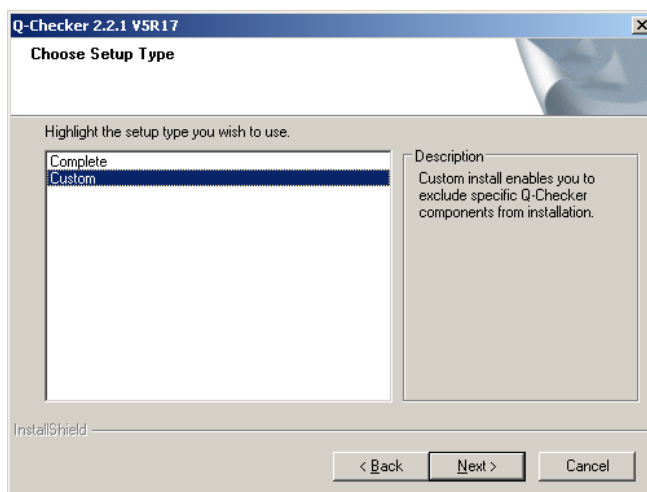 Q-Checker 2.2.1 V5R17
Choose Setup Type
Highlight the setup type you wish to use.
Complete
Custom
Description
Custom install enables you to
exclude specific Q-Checker
components from installation.
InstallShield
< Back
Next >
Cancel